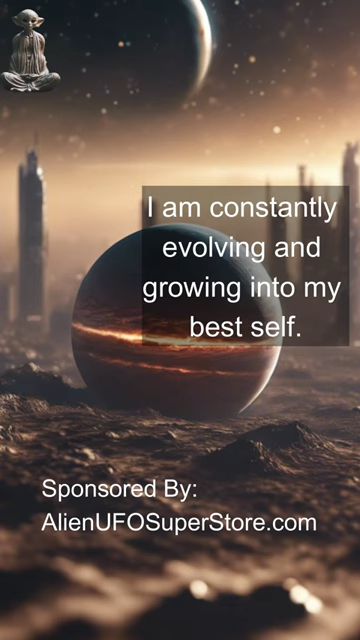 I am constantly
evolving and
growing into my
best self.
Sponsored By:
AlienUFOSuperStore.com